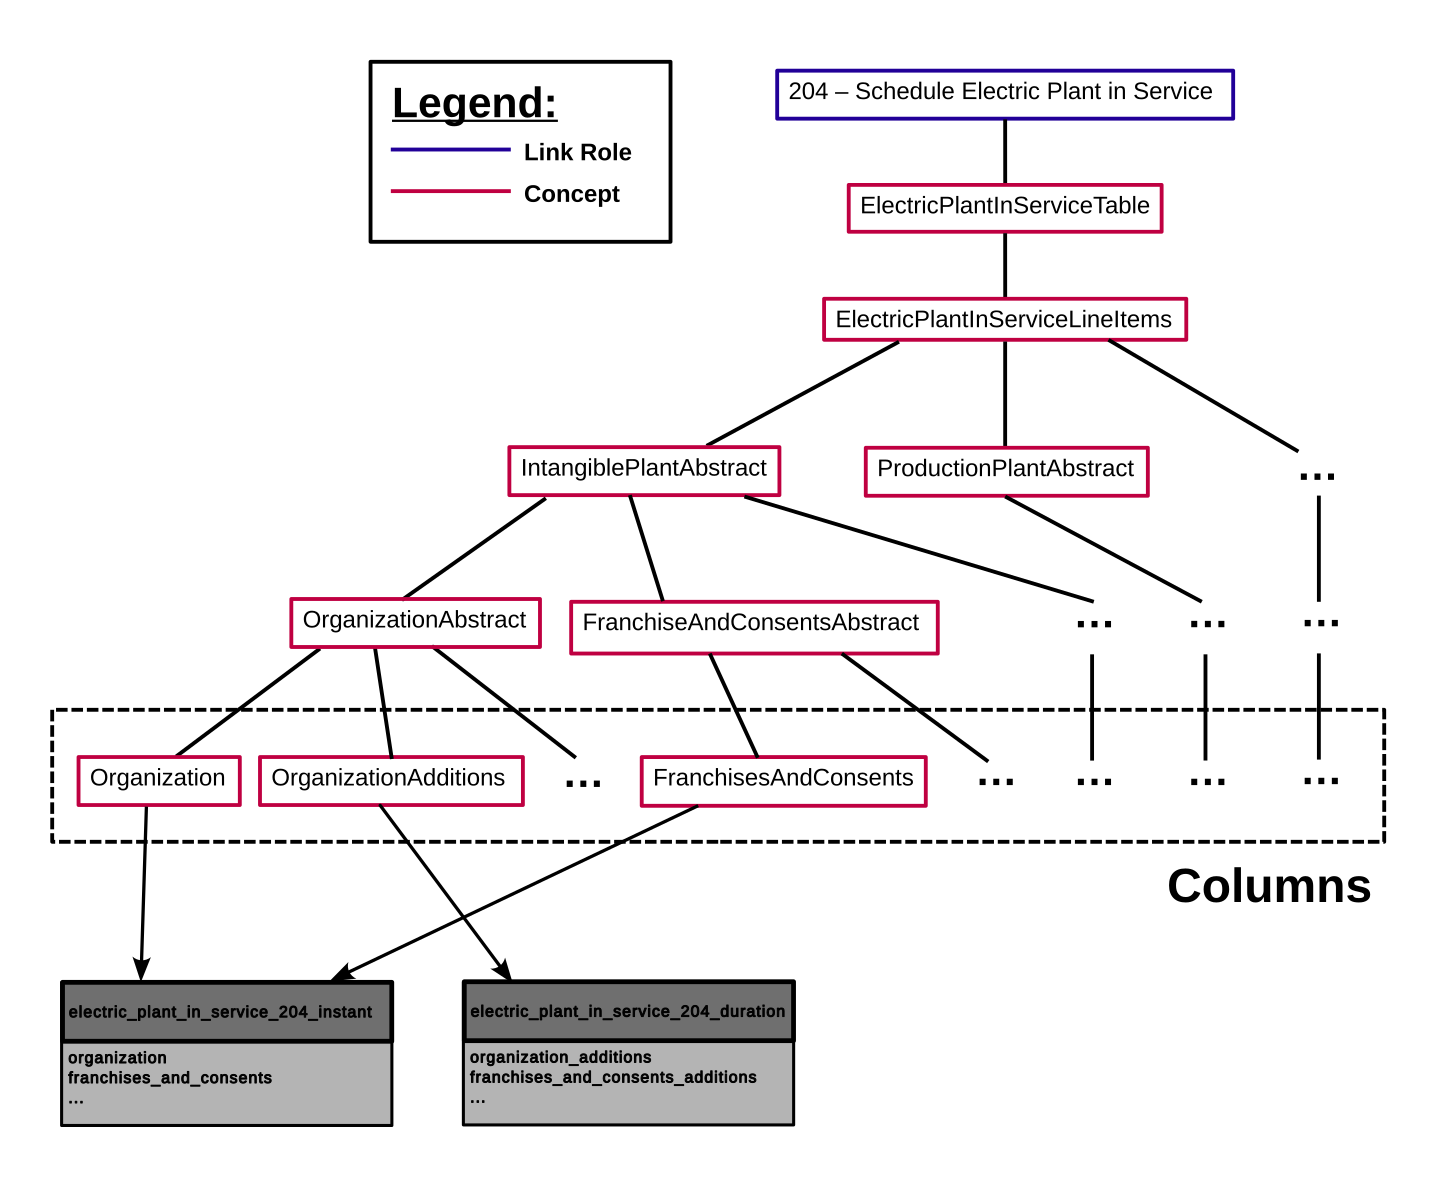 Legend:
Link Role
Concept
204 – Schedule Electric Plant in Service
ElectricPlantInServiceTable
ElectricPlantInServiceLineItems
IntangiblePlantAbstract
ProductionPlantAbstract
...
OrganizationAbstract
FranchiseAndConsentsAbstract
...
...
...
Organization
OrganizationAdditions
...
FranchisesAndConsents
...
...
...
...
Columns
electric_plant_in_service_204_instant
organization
franchises_and_consents
...
electric_plant_in_service_204_duration
organization_additions
franchises_and_consents_additions
...